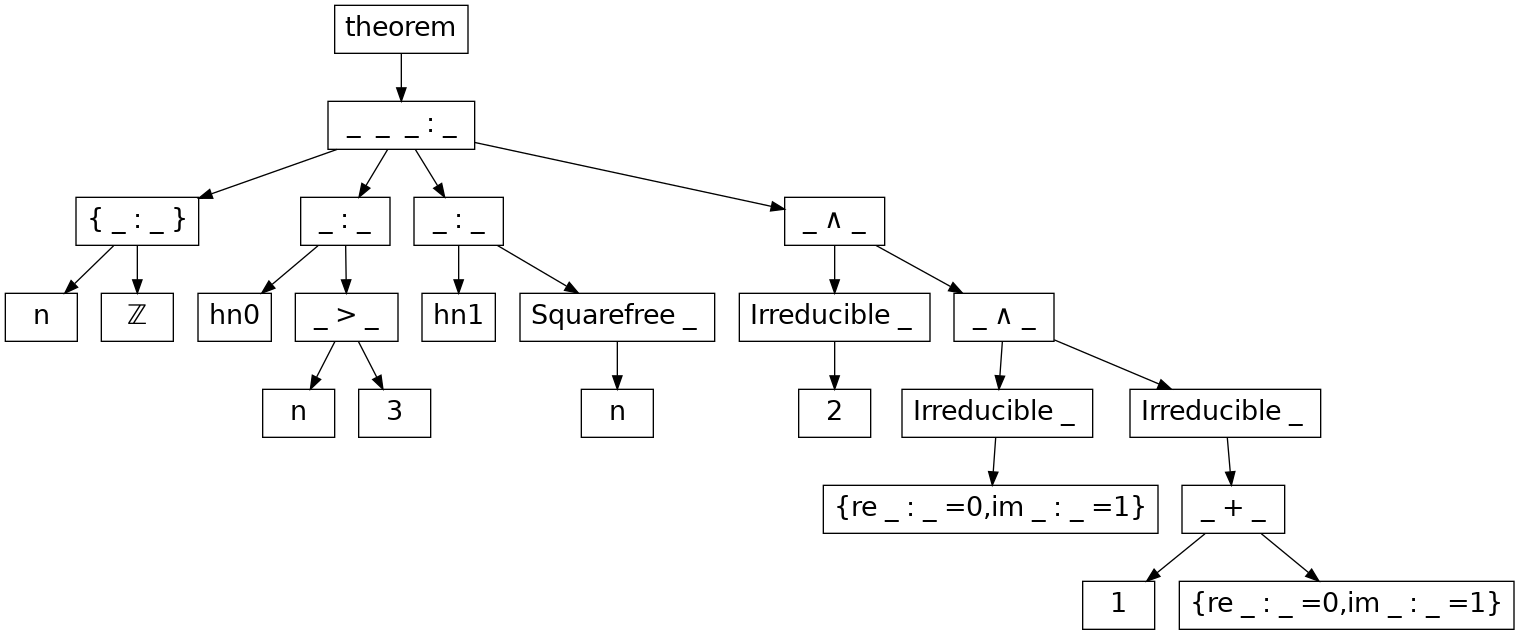 theorem
_ _ _ : _
{ _ : _ } _ : _ _ : _ _ ∧ _
n ℤ hn0 _ > _ hn1 Squarefree _ Irreducible _ _ ∧ _
n 3 n 2 Irreducible _ Irreducible _
{re _ : _ =0,im _ : _ =1} _ + _
1 {re _ : _ =0,im _ : _ =1}